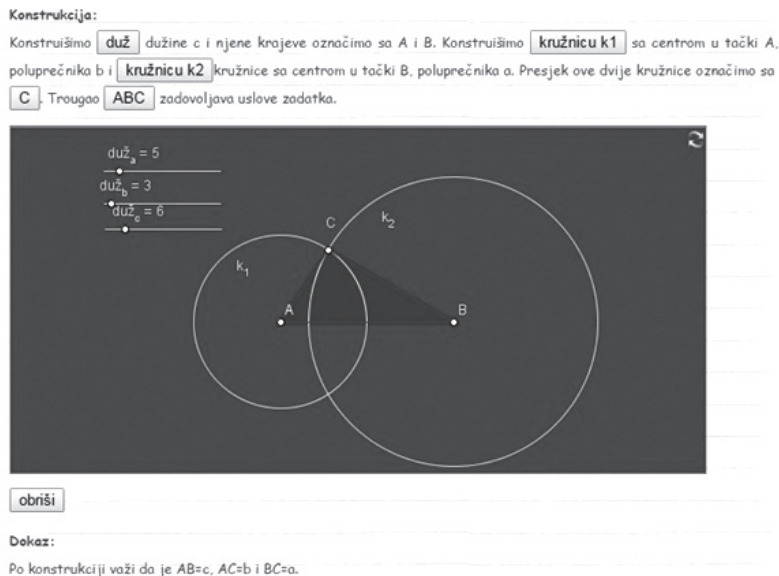 Konstrukcija:
Konstruišimo duž dužine c i njene krajeve označimo sa A i B. Konstruišimo kružnicu k1 sa centrom u tački A,
poluprečnika b i kružnicu k2 kružnice sa centrom u tački B, poluprečnika a. Presjek ove dvije kružnice označimo sa
C . Trougao ABC zadovoljava uslove zadatka.
duža = 5
dužb = 3
dužc = 6
C
k2
k1
A
B
obriši
Dokaz:
Po konstrukciji važi da je AB=c, AC=b i BC=a.